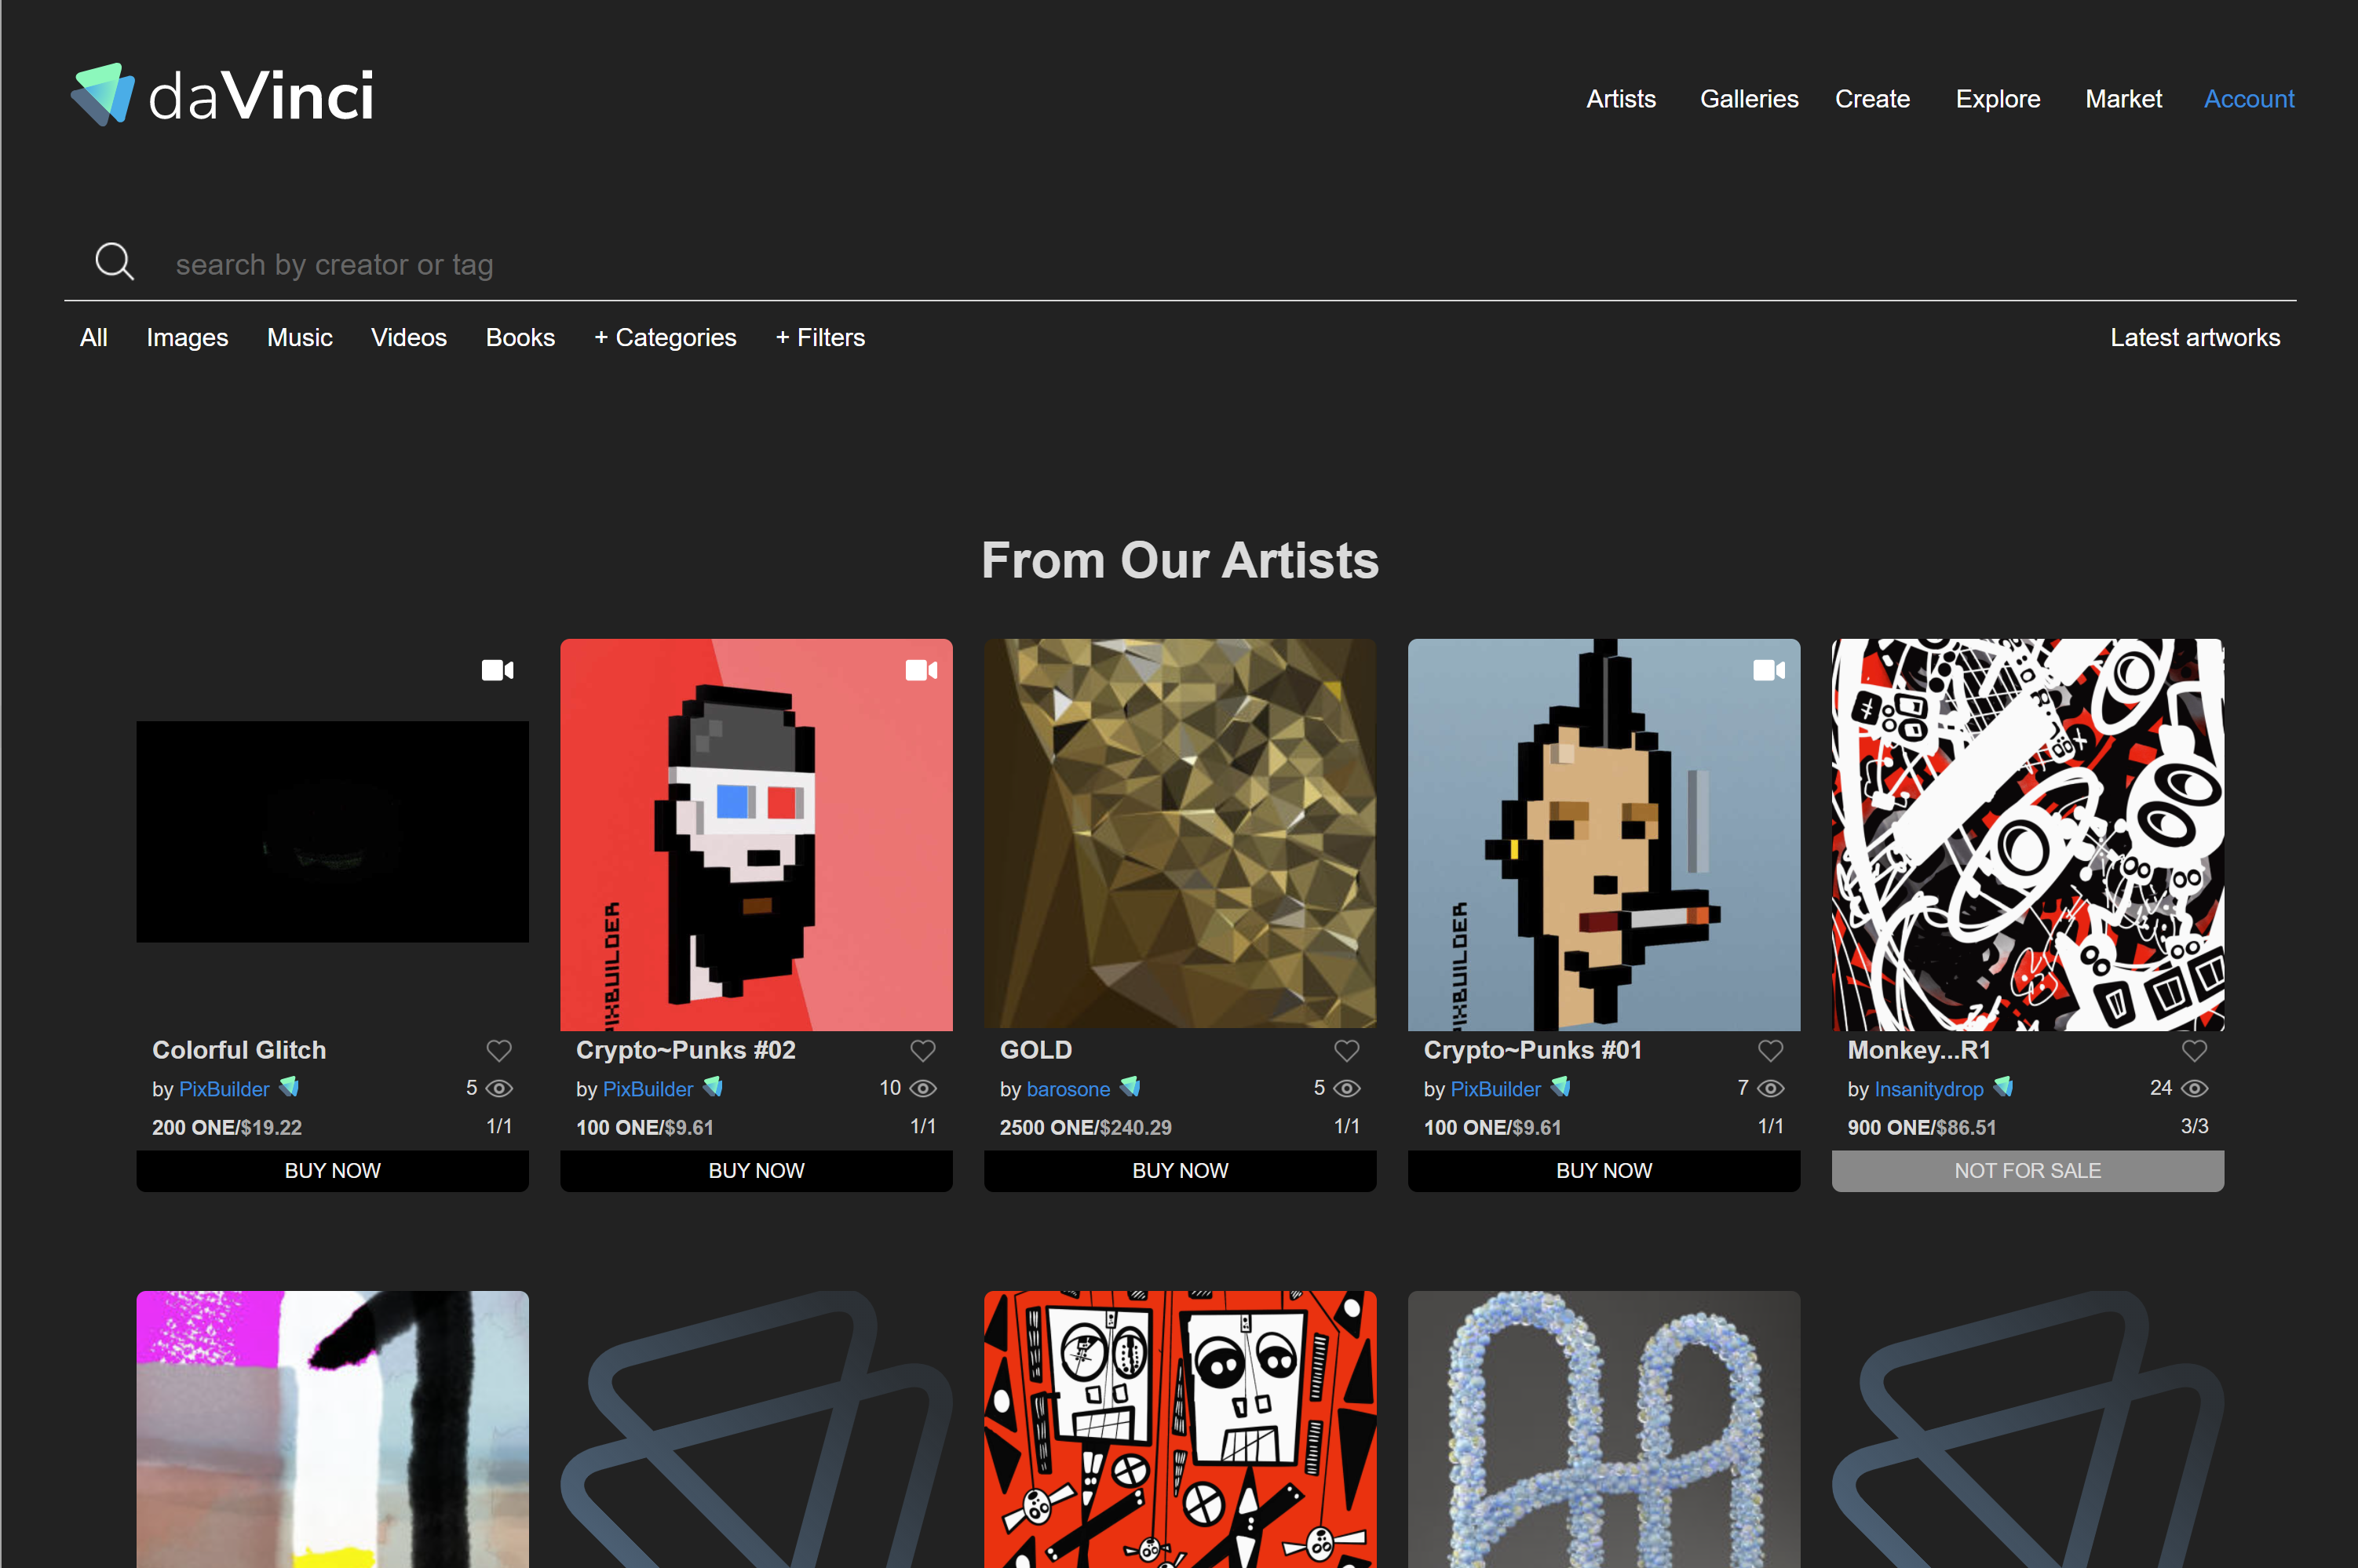 daVinci
Artists Galleries Create Explore Market Account
search by creator or tag
All Images Music Videos Books + Categories + Filters Latest artworks
From Our Artists
PIXBUILDER
PIXBUILDER
Colorful Glitch
by PixBuilder 5
200 ONE/$19.22 1/1
BUY NOW
Crypto~Punks #02
by PixBuilder 10
100 ONE/$9.61 1/1
BUY NOW
GOLD
by barosone 5
2500 ONE/$240.29 1/1
BUY NOW
Crypto~Punks #01
by PixBuilder 7
100 ONE/$9.61 1/1
BUY NOW
Monkey...R1
by Insanitydrop 24
900 ONE/$86.51 3/3
NOT FOR SALE